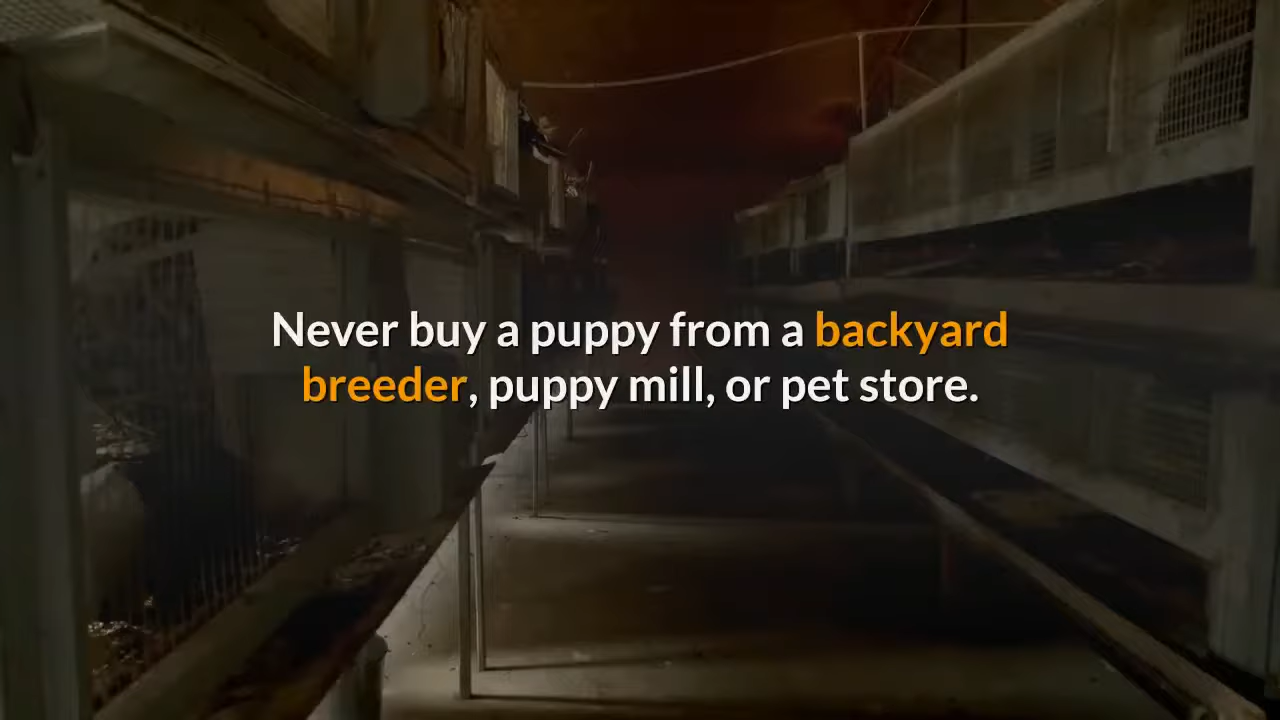 Never buy a puppy from a backyard
breeder, puppy mill, or pet store.